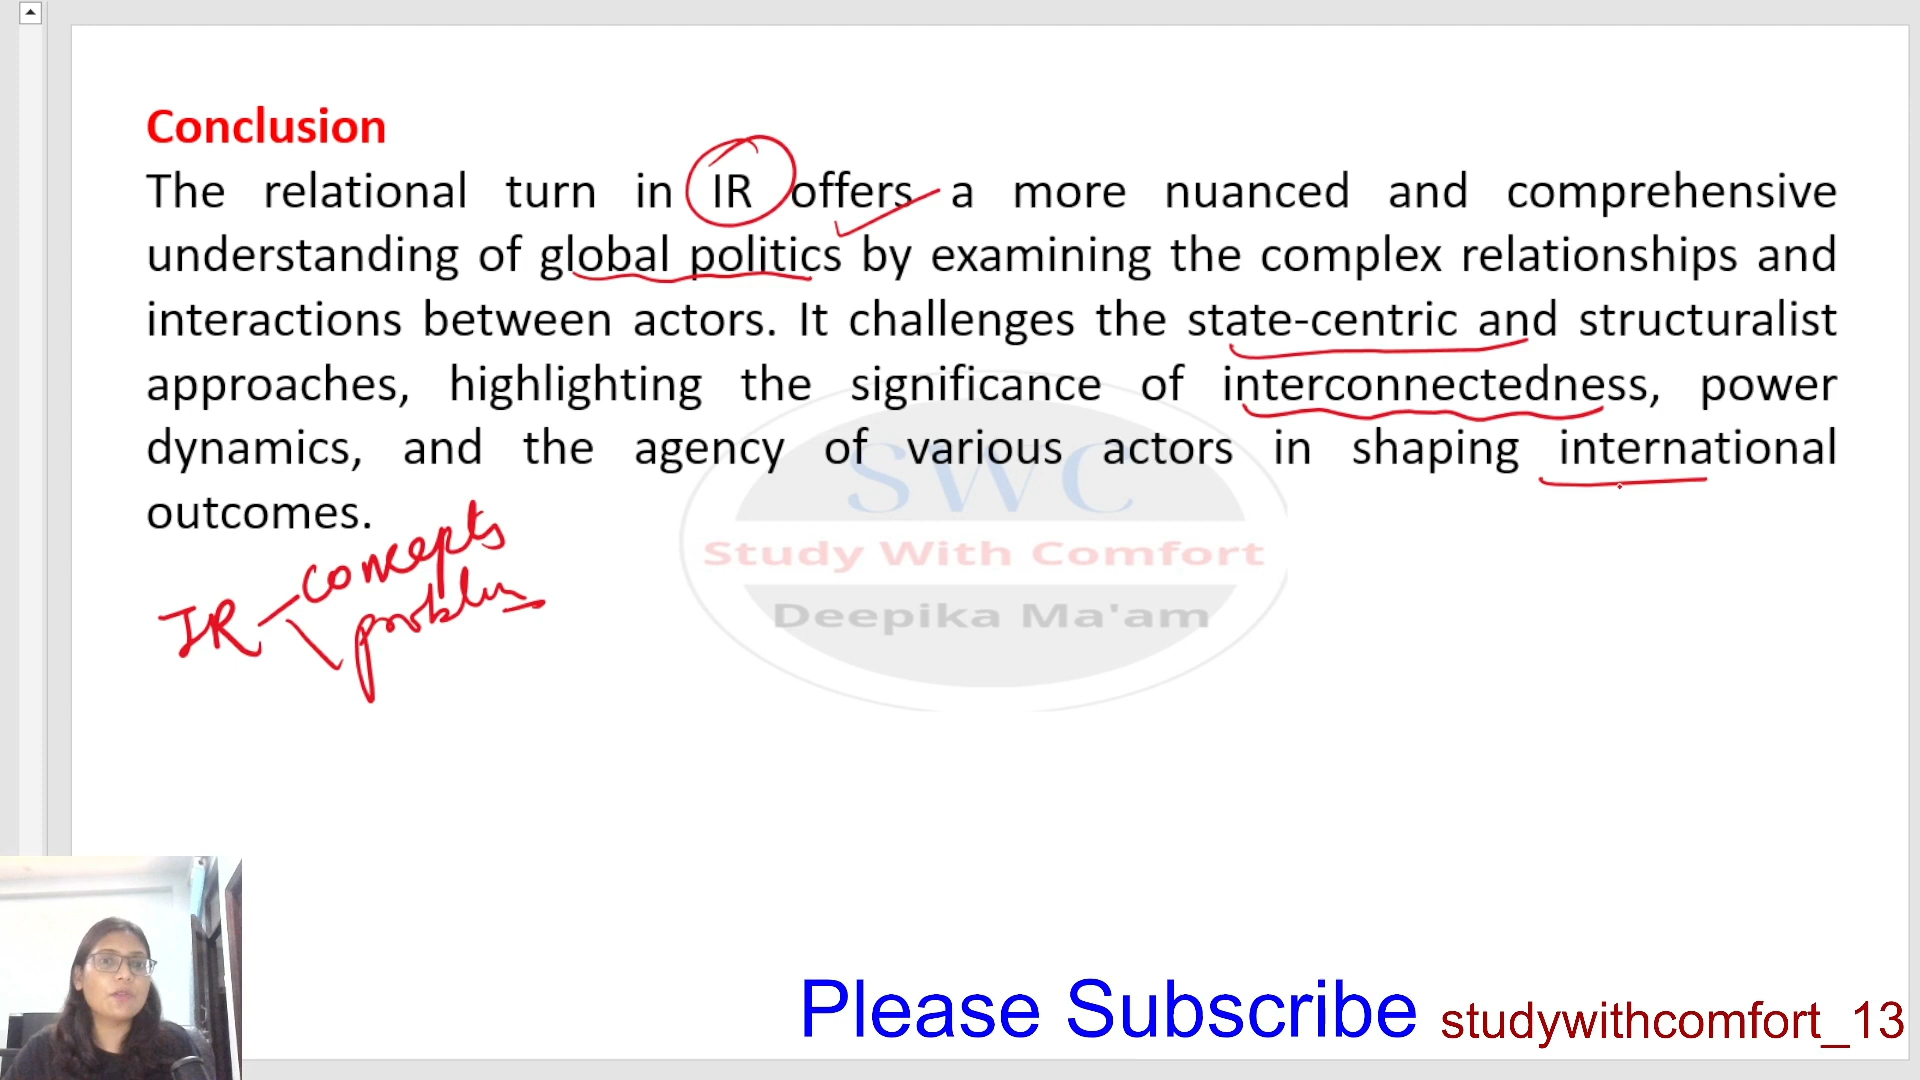 Conclusion
The relational turn in IR offers a more nuanced and comprehensive
understanding of global politics by examining the complex relationships and
interactions between actors. It challenges the state-centric and structuralist
approaches, highlighting the significance of interconnectedness, power
dynamics, and the agency of various actors in shaping international
outcomes.
IR concepts
problem
SWC
Study With Comfort
Deepika Ma'am
Please Subscribe studywithcomfort_13